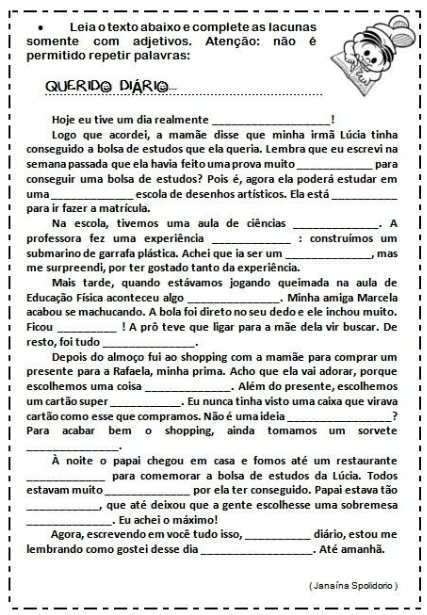 • Leia o texto abaixo e complete as lacunas
somente com adjetivos. Atenção: não é
permitido repetir palavras:
QUERIDO DIÁRIO...
Hoje eu tive um dia realmente ____________________!
Logo que acordei, a mamãe disse que minha irmã Lúcia tinha
conseguido a bolsa de estudos que ela queria. Lembra que eu escrevi na
semana passada que ela havia feito uma prova muito _____________ para
conseguir uma bolsa de estudos? Pois é, agora ela poderá estudar em
uma______________ escola de desenhos artísticos. Ela está___________
para ir fazer a matrícula.
Na escola, tivemos uma aula de ciências ______________. A
professora fez uma experiência _____________ : construímos um
submarino de garrafa plástica. Achei que ia ser um ______________, mas
me surpreendi, por ter gostado tanto da experiência.
Mais tarde, quando estávamos jogando queimada na aula de
Educação Física aconteceu algo _______________. Minha amiga Marcela
acabou se machucando. A bola foi direto no seu dedo e ele inchou muito.
Ficou __________ ! A prô teve que ligar para a mãe dela vir buscar. De
resto, foi tudo _______________.
Depois do almoço fui ao shopping com a mamãe para comprar um
presente para a Rafaela, minha prima. Acho que ela vai adorar, porque
escolhemos uma coisa ______________. Além do presente, escolhemos
um cartão super____________. Eu nunca tinha visto uma caixa que virava
cartão como esse que compramos. Não é uma ideia _________________?
Para acabar bem o shopping, ainda tomamos um sorvete
_______________.
À noite o papai chegou em casa e fomos até um restaurante
_____________ para comemorar a bolsa de estudos da Lúcia. Todos
estavam muito ______________ por ela ter conseguido. Papai estava tão
____________, que até deixou que a gente escolhesse uma sobremesa
______________. Eu achei o máximo!
Agora, escrevendo em você tudo isso, ___________ diário, estou me
lembrando como gostei desse dia ___________________. Até amanhã.
(Janaína Spolidorio)